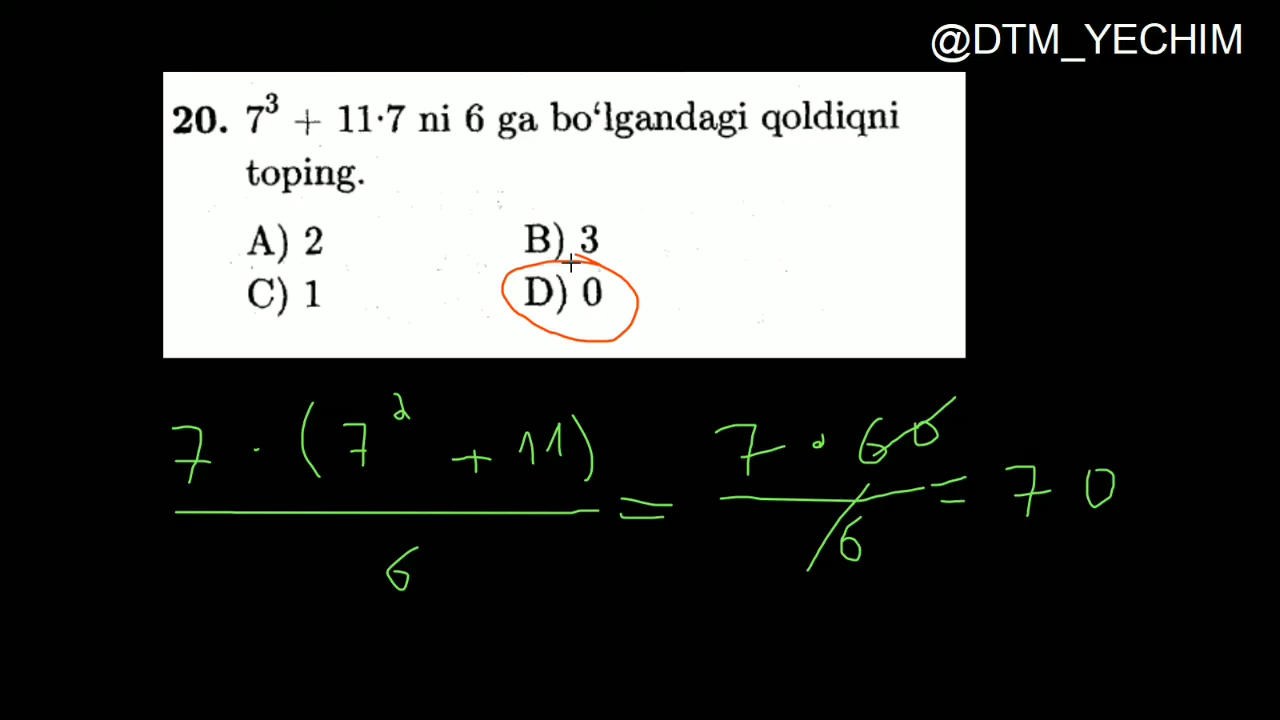 @DTM_YECHIM
20. 7³ + 11·7 ni 6 ga bo‘lgandagi qoldiqni
toping.
A) 2 B) 3
C) 1 D) 0
7 · (7² + 11) / 6 = 7 · 60 / 6 = 70